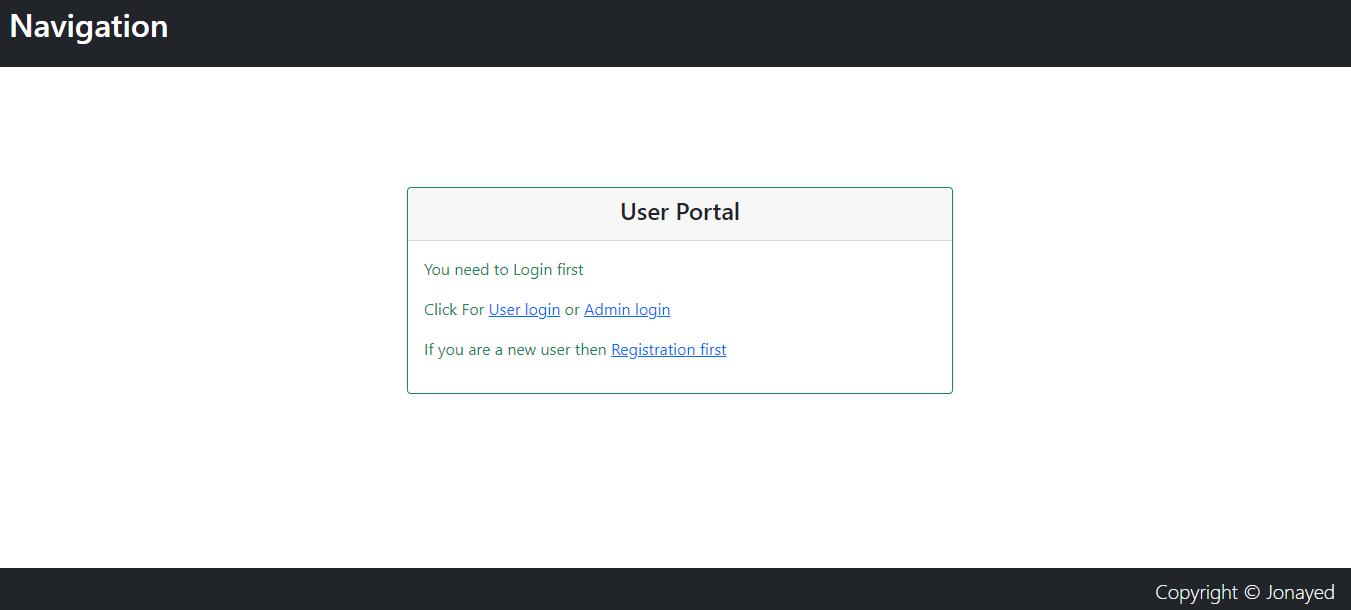 Navigation
User Portal
You need to Login first
Click For User login or Admin login
If you are a new user then Registration first
Copyright © Jonayed